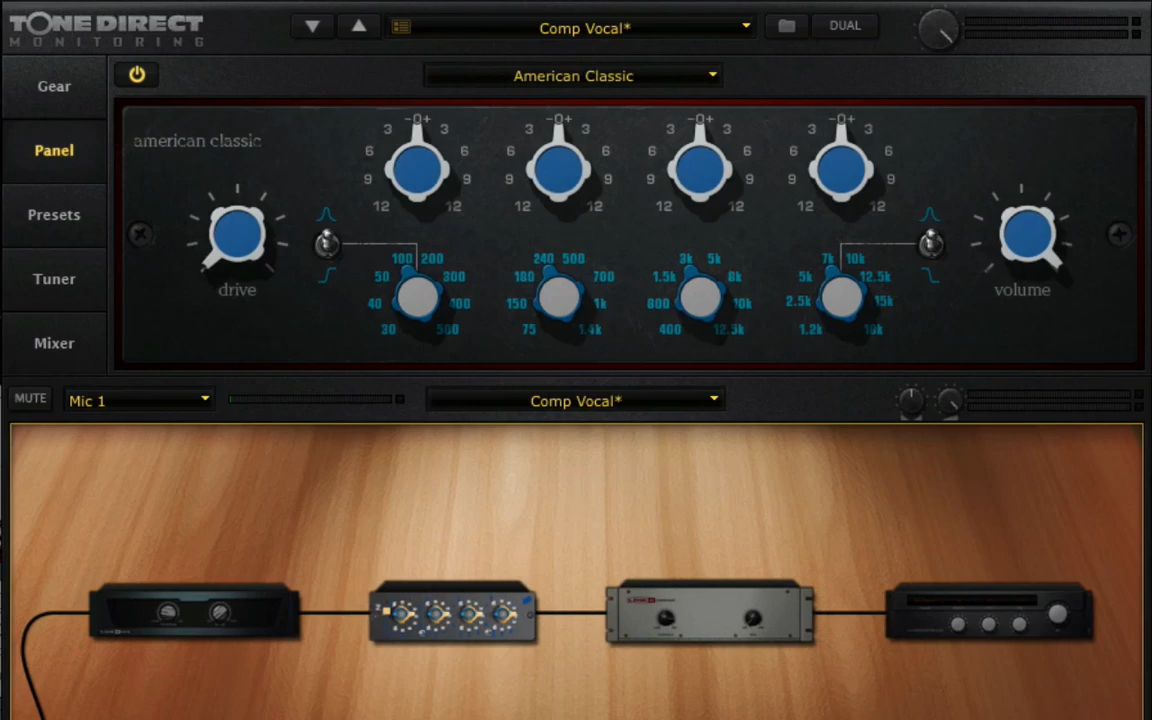 TONE DIRECT
MONITORING
Comp Vocal*
DUAL
Gear
Panel
Presets
Tuner
Mixer
American Classic
american classic
-0+ -0+ -0+ -0+
3 3 3 3 3 3 3 3
6 6 6 6 6 6 6 6
9 9 9 9 9 9 9 9
12 12 12 12 12 12 12 12
drive
100 200 240 500 3k 5k 7k 10k
50 300 180 700 1.5k 8k 5k 12.5k
40 400 150 1k 800 10k 2.5k 15k
30 500 75 1.4k 400 12.5k 1.2k
volume
MUTE
Mic 1
Comp Vocal*